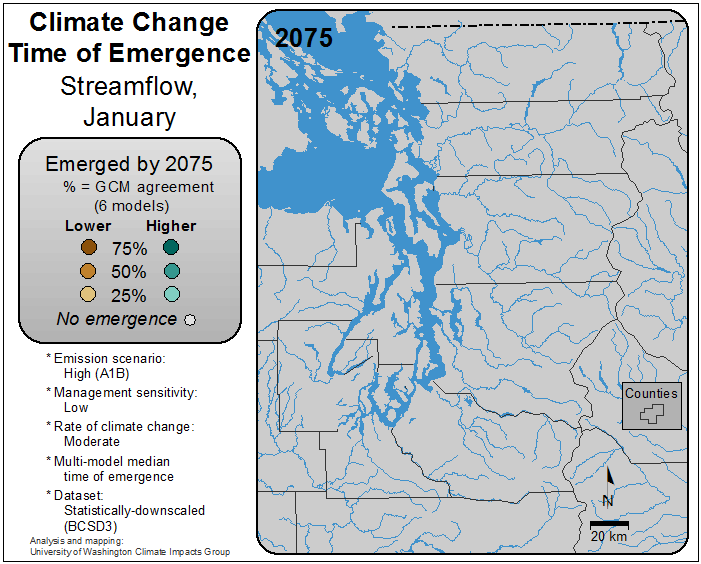 Climate Change
Time of Emergence
Streamflow,
January
Emerged by 2075
% = GCM agreement
(6 models)
Lower Higher
75%
50%
25%
No emergence
* Emission scenario:
High (A1B)
* Management sensitivity:
Low
* Rate of climate change:
Moderate
* Multi-model median
time of emergence
* Dataset:
Statistically-downscaled
(BCSD3)
Analysis and mapping:
University of Washington Climate Impacts Group
2075
Counties
N
20 km